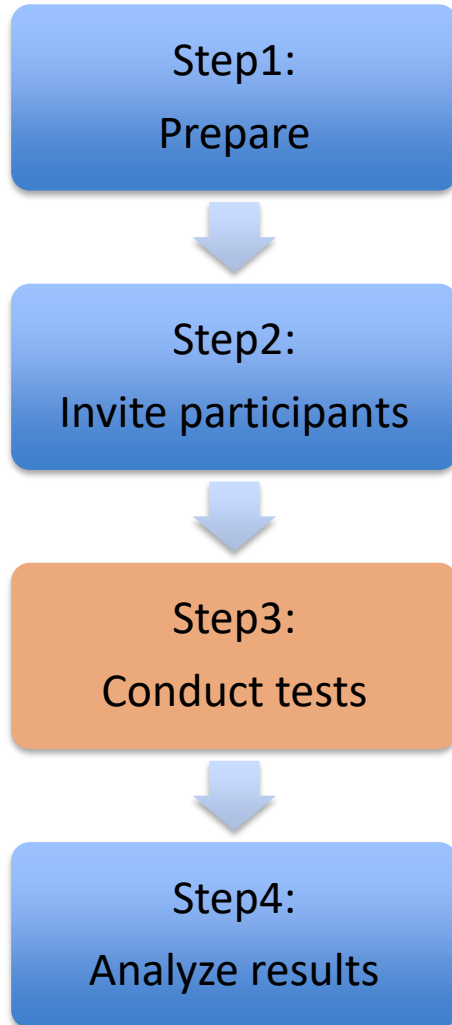 Step1:
Prepare
Step2:
Invite participants
Step3:
Conduct tests
Step4:
Analyze results